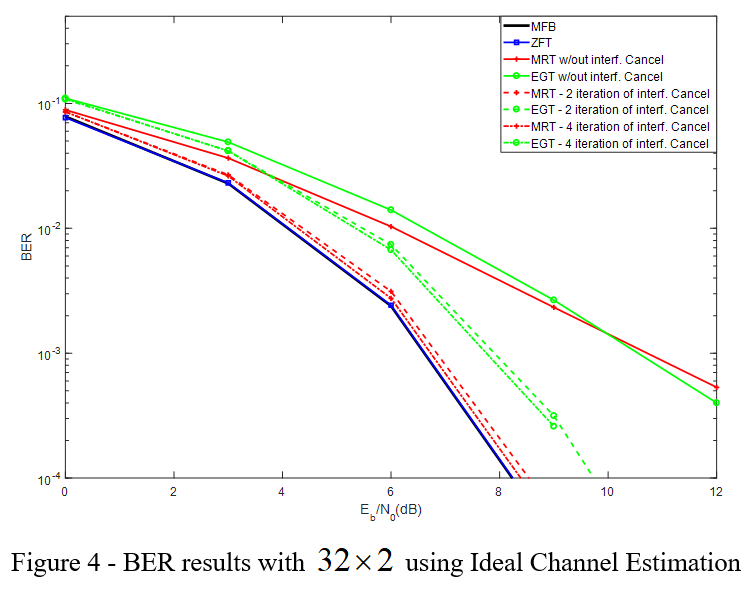 MFB
ZFT
MRT w/out interf. Cancel
EGT w/out interf. Cancel
MRT - 2 iteration of interf. Cancel
EGT - 2 iteration of interf. Cancel
MRT - 4 iteration of interf. Cancel
EGT - 4 iteration of interf. Cancel
10^-1
10^-2
10^-3
10^-4
BER
0 2 4 6 8 10 12
E_b/N_0(dB)
Figure 4 - BER results with 32×2 using Ideal Channel Estimation